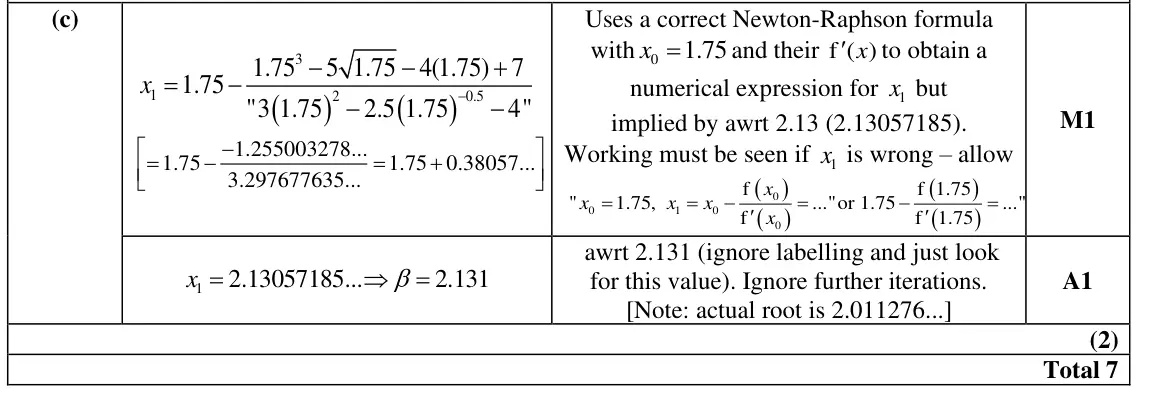 (c)
x₁ = 1.75 − (1.75³ − 5√1.75 − 4(1.75) + 7) / ("3(1.75)² − 2.5(1.75)^−0.5 − 4")
[= 1.75 − (−1.255003278...) / (3.297677635...) = 1.75 + 0.38057...]
Uses a correct Newton-Raphson formula
with x₀ = 1.75 and their f′(x) to obtain a
numerical expression for x₁ but
implied by awrt 2.13 (2.13057185).
Working must be seen if x₁ is wrong – allow
"x₀ = 1.75, x₁ = x₀ − f(x₀) / f′(x₀) = ..." or 1.75 − f(1.75) / f′(1.75) = ..."
M1
x₁ = 2.13057185... ⇒ β = 2.131
awrt 2.131 (ignore labelling and just look
for this value). Ignore further iterations.
[Note: actual root is 2.011276...]
A1
(2)
Total 7